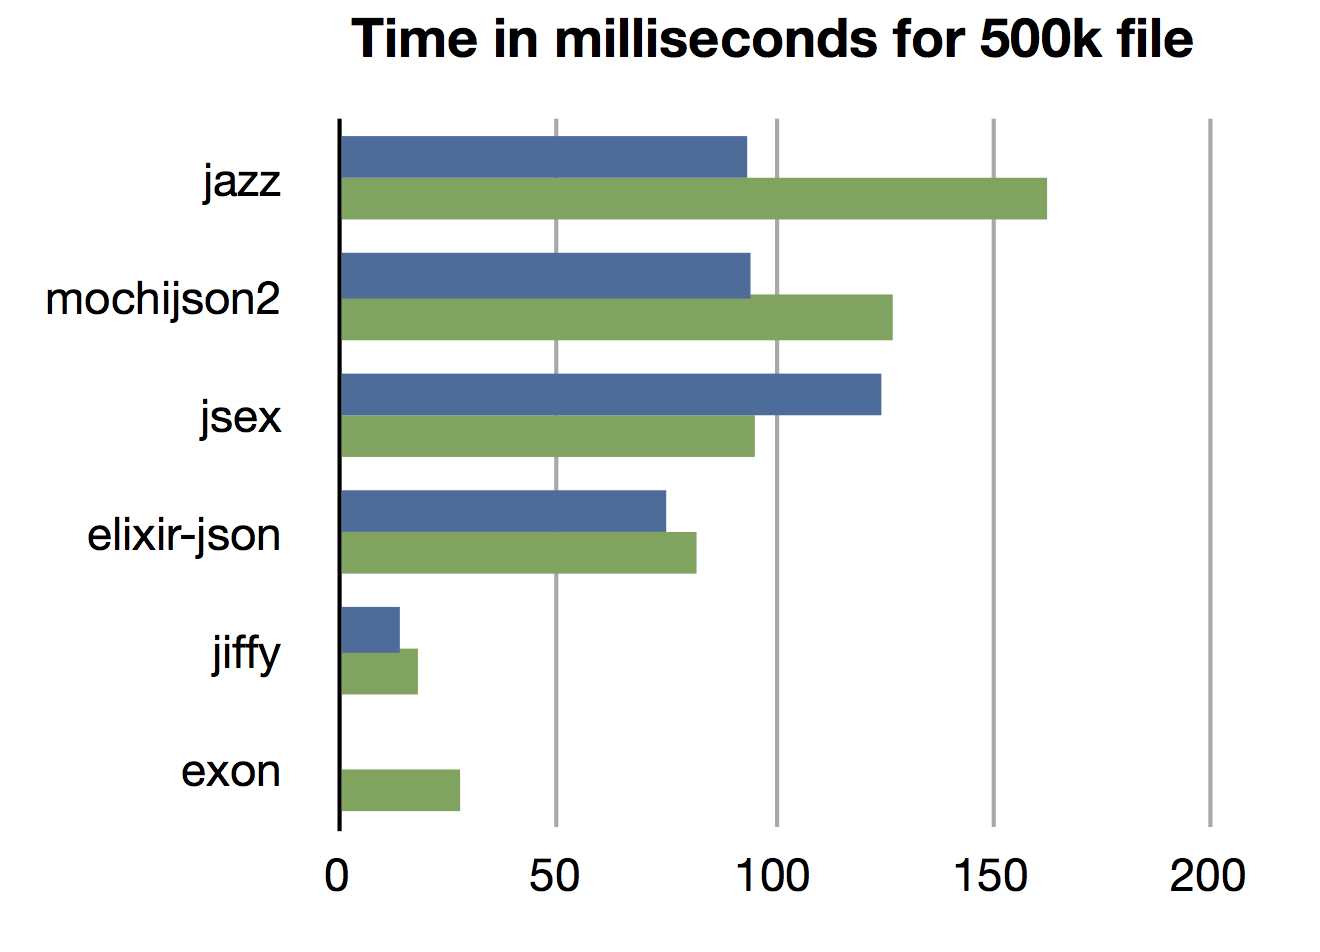 Time in milliseconds for 500k file
jazz
mochijson2
jsex
elixir-json
jiffy
exon
0 50 100 150 200